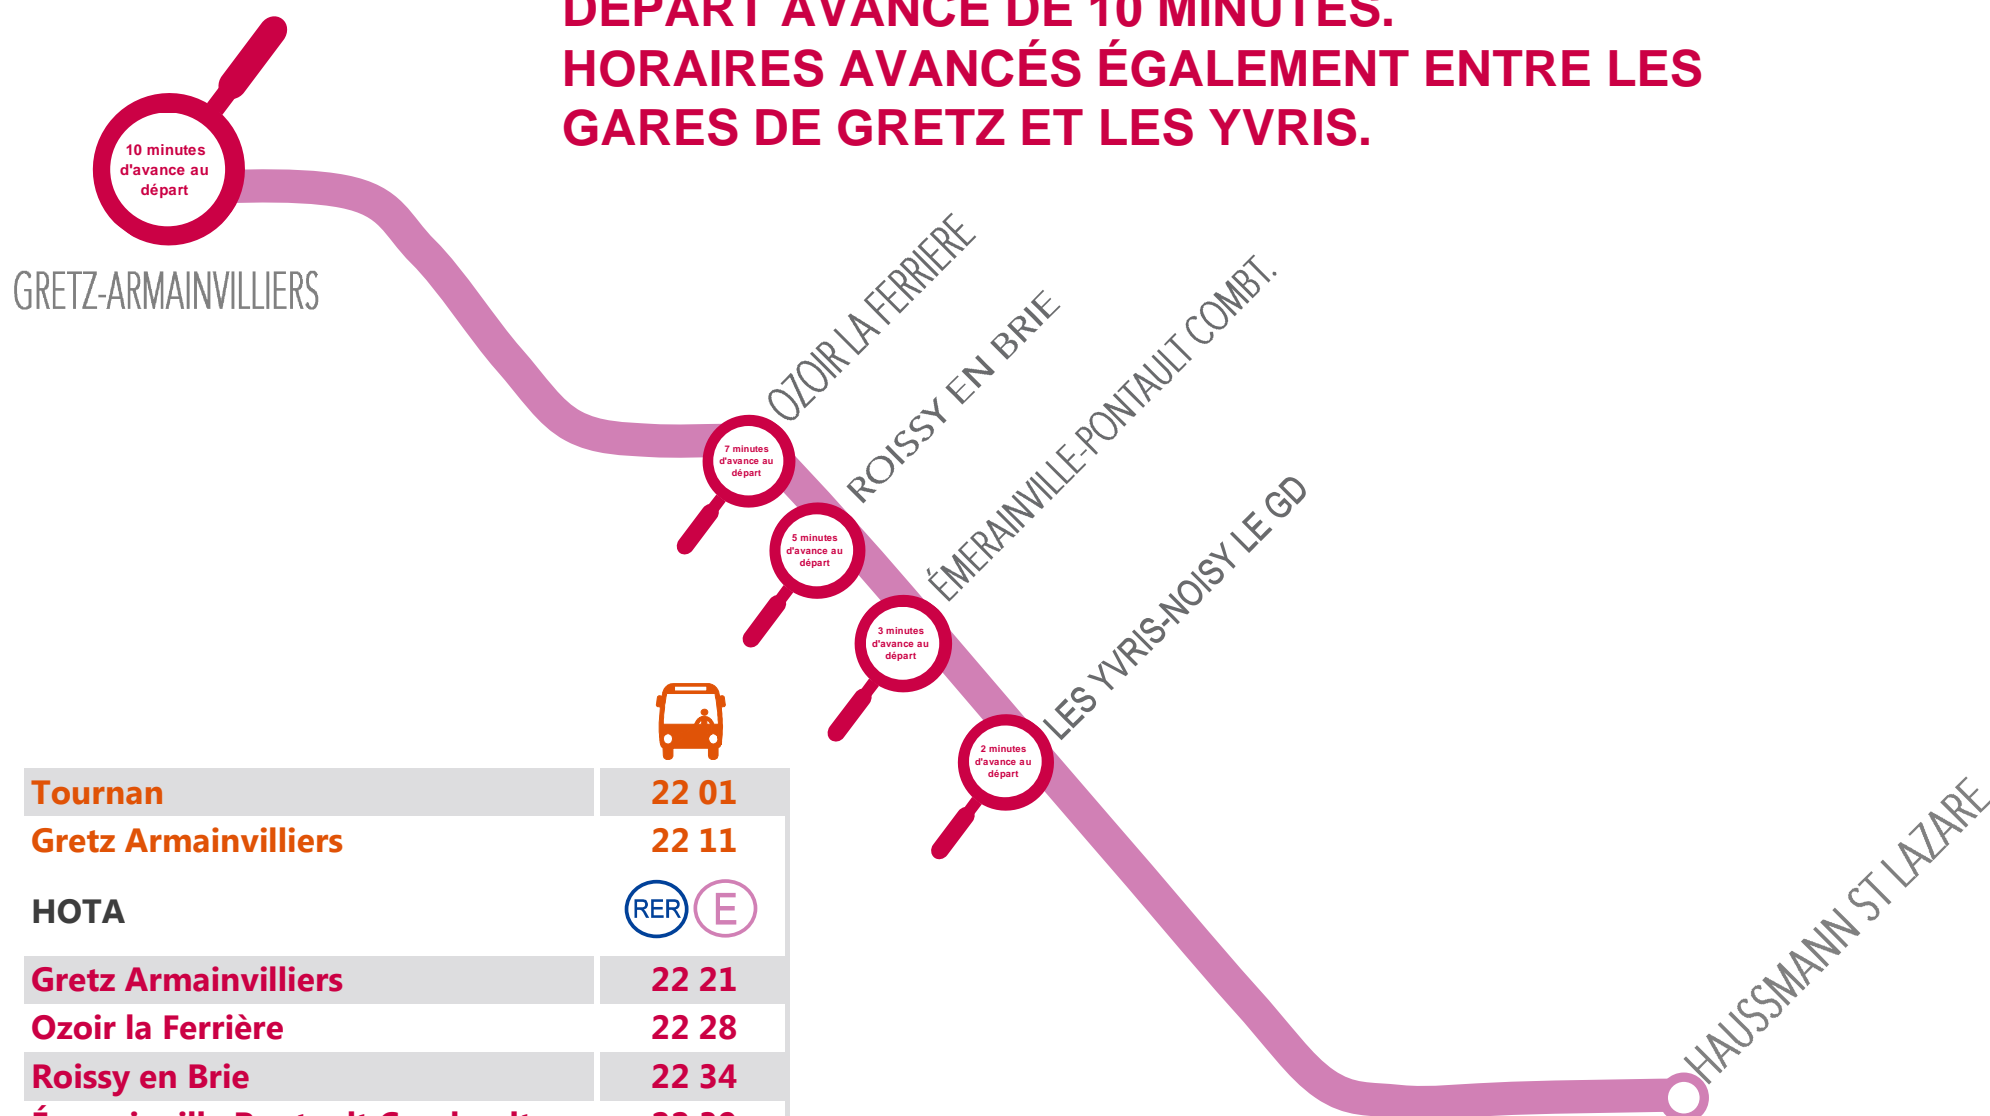 DÉPART AVANCÉ DE 10 MINUTES.
HORAIRES AVANCÉS ÉGALEMENT ENTRE LES
GARES DE GRETZ ET LES YVRIS.
10 minutes
d'avance au
départ
GRETZ-ARMAINVILLIERS
OZOIR LA FERRIERE
ROISSY EN BRIE
ÉMERAINVILLE-PONTAULT COMBT.
LES YVRIS-NOISY LE GD
HAUSSMANN ST LAZARE
7 minutes
d'avance au
départ
5 minutes
d'avance au
départ
3 minutes
d'avance au
départ
2 minutes
d'avance au
départ
Tournan 22 01
Gretz Armainvilliers 22 11
HOTA RER E
Gretz Armainvilliers 22 21
Ozoir la Ferrière 22 28
Roissy en Brie 22 34